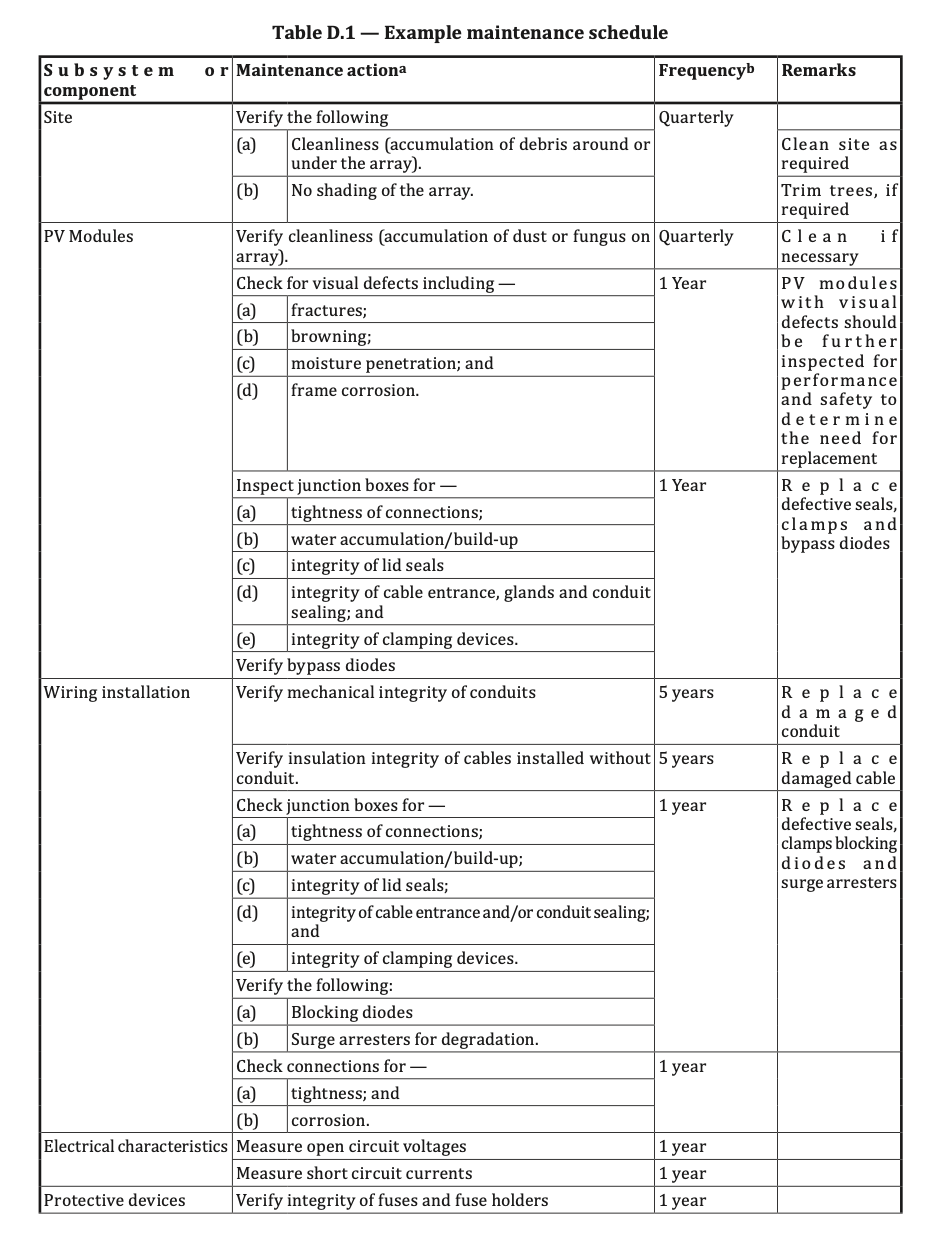 Table D.1 — Example maintenance schedule
Subsystem or Maintenance actionᵃ Frequencyᵇ Remarks
component
Site Verify the following Quarterly
(a) Cleanliness (accumulation of debris around or Clean site as
under the array). required
(b) No shading of the array. Trim trees, if
required
PV Modules Verify cleanliness (accumulation of dust or fungus on Quarterly Clean if
array). necessary
Check for visual defects including — 1 Year PV modules
(a) fractures; with visual
defects should
(b) browning; be further
(c) moisture penetration; and inspected for
performance
(d) frame corrosion. and safety to
determine
the need for
replacement
Inspect junction boxes for — 1 Year Replace
(a) tightness of connections; defective seals,
clamps and
(b) water accumulation/build-up bypass diodes
(c) integrity of lid seals
(d) integrity of cable entrance, glands and conduit
sealing; and
(e) integrity of clamping devices.
Verify bypass diodes
Wiring installation Verify mechanical integrity of conduits 5 years Replace
damaged
conduit
Verify insulation integrity of cables installed without 5 years Replace
conduit. damaged cable
Check junction boxes for — 1 year Replace
(a) tightness of connections; defective seals,
clamps blocking
(b) water accumulation/build-up; diodes and
(c) integrity of lid seals; surge arresters
(d) integrity of cable entrance and/or conduit sealing;
and
(e) integrity of clamping devices.
Verify the following:
(a) Blocking diodes
(b) Surge arresters for degradation.
Check connections for — 1 year
(a) tightness; and
(b) corrosion.
Electrical characteristics Measure open circuit voltages 1 year
Measure short circuit currents 1 year
Protective devices Verify integrity of fuses and fuse holders 1 year